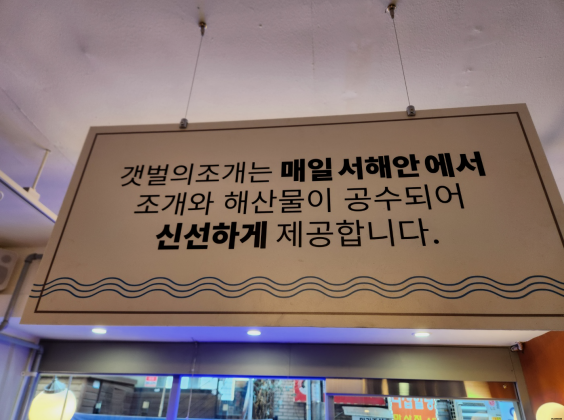 갯벌의조개는 매일 서해안에서
조개와 해산물이 공수되어
신선하게 제공합니다.